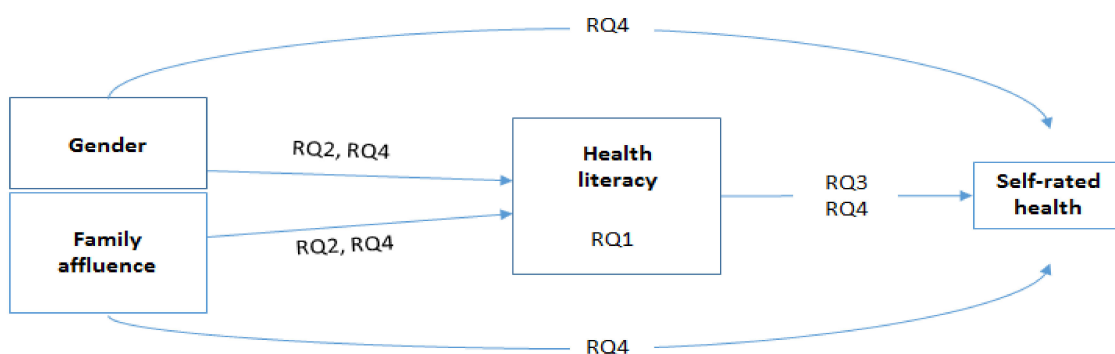 RQ4
Gender
RQ2, RQ4
Family
affluence
RQ2, RQ4
Health
literacy
RQ1
RQ3
RQ4
Self-rated
health
RQ4